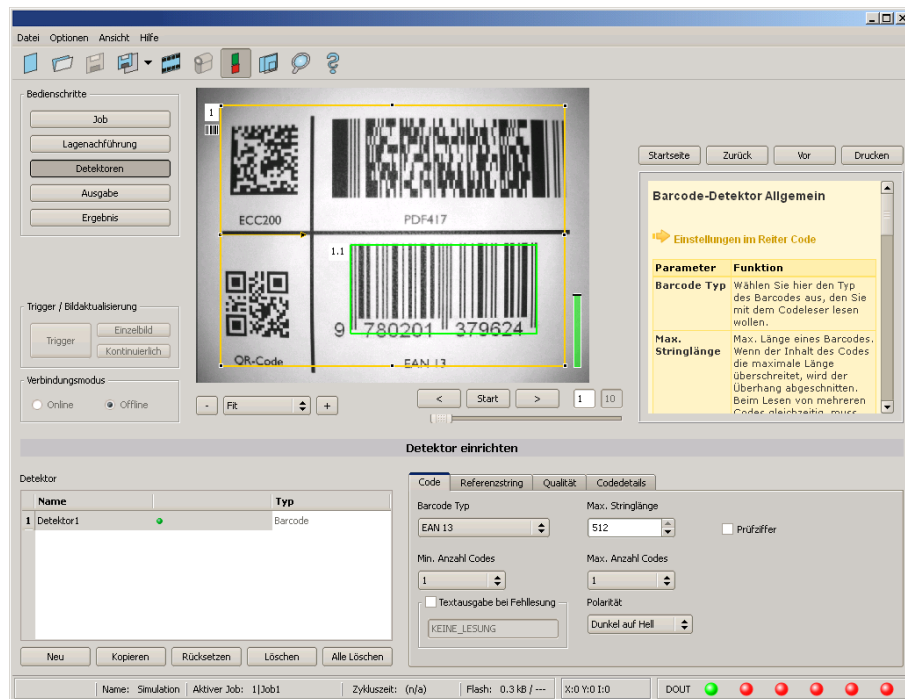 Datei Optionen Ansicht Hilfe
Bedienschritte
Job
Lagenachführung
Detektoren
Ausgabe
Ergebnis
Trigger / Bildaktualisierung
Trigger
Einzelbild
Kontinuierlich
Verbindungsmodus
Online
Offline
1
ECC200
PDF417
1.1
9 780201 379624
QR-Code
EAN 13
-
Fit
+
<
Start
>
1
10
Startseite
Zurück
Vor
Drucken
Barcode-Detektor Allgemein
Einstellungen im Reiter Code
Parameter Funktion
Barcode Typ Wählen Sie hier den Typ
des Barcodes aus, den Sie
mit dem Codeleser lesen
wollen.
Max. Max. Länge eines Barcodes.
Stringlänge Wenn der Inhalt des Codes
die maximale Länge
überschreitet, wird der
Überhang abgeschnitten.
Beim Lesen von mehreren
Codes gleichzeitig, muss
Detektor einrichten
Detektor
Name Typ
1 Detektor1 Barcode
Neu
Kopieren
Rücksetzen
Löschen
Alle Löschen
Code Referenzstring Qualität Codedetails
Barcode Typ
EAN 13
Max. Stringlänge
512
Prüfziffer
Min. Anzahl Codes
1
Max. Anzahl Codes
1
Textausgabe bei Fehllesung
KEINE_LESUNG
Polarität
Dunkel auf Hell
Name: Simulation Aktiver Job: 1|Job1 Zykluszeit: (n/a) Flash: 0.3 kB / --- X:0 Y:0 I:0 DOUT